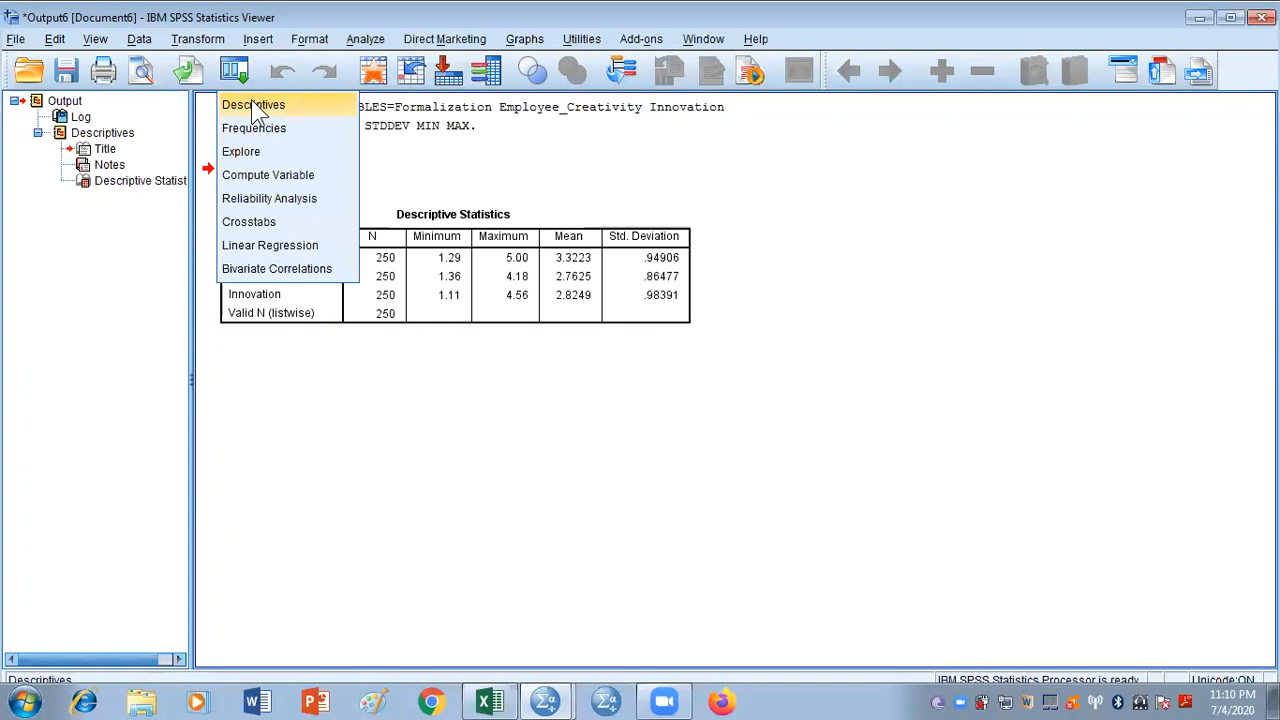 *Output6 [Document6] - IBM SPSS Statistics Viewer
File Edit View Data Transform Insert Format Analyze Direct Marketing Graphs Utilities Add-ons Window Help
Output
Log
Descriptives
Title
Notes
Descriptive Statist
Descriptives
Frequencies
Explore
Compute Variable
Reliability Analysis
Crosstabs
Linear Regression
Bivariate Correlations
BLES=Formalization Employee_Creativity Innovation
STDDEV MIN MAX.
Descriptive Statistics
N Minimum Maximum Mean Std. Deviation
250 1.29 5.00 3.3223 .94906
250 1.36 4.18 2.7625 .86477
Innovation 250 1.11 4.56 2.8249 .98391
Valid N (listwise) 250
Descriptives
IBM SPSS Statistics Processor is ready Unicode:ON
11:10 PM
7/4/2020